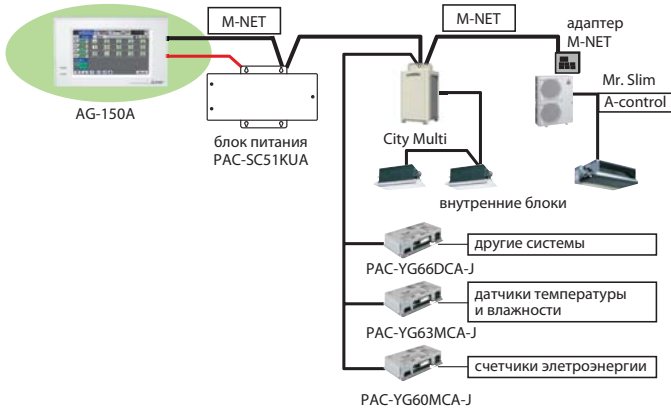 M-NET
M-NET
адаптер
M-NET
AG-150A
блок питания
PAC-SC51KUA
City Multi
Mr. Slim
A-control
внутренние блоки
другие системы
PAC-YG66DCA-J
датчики температуры
и влажности
PAC-YG63MCA-J
счетчики элетроэнергии
PAC-YG60MCA-J